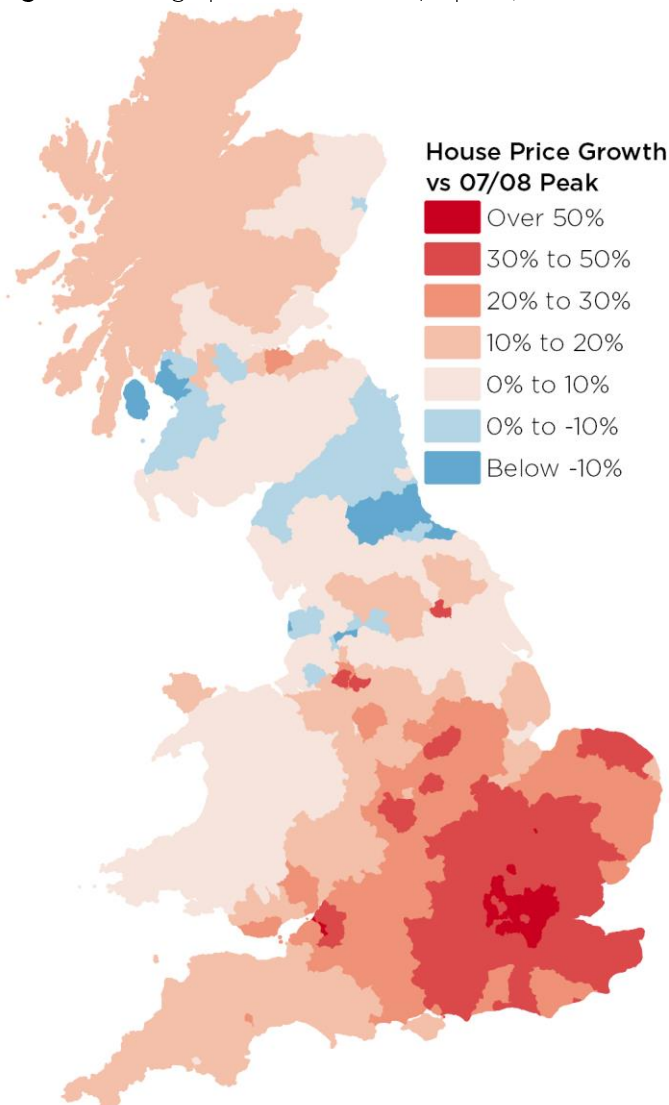 House Price Growth
vs 07/08 Peak
Over 50%
30% to 50%
20% to 30%
10% to 20%
0% to 10%
0% to -10%
Below -10%